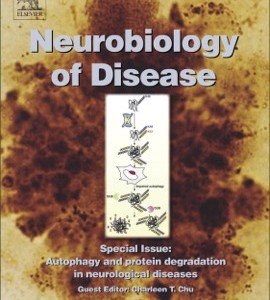 ELSEVIER
Neurobiology
of Disease
Special Issue:
Autophagy and protein degradation
in neurological diseases
Guest Editor: Charleen T. Chu